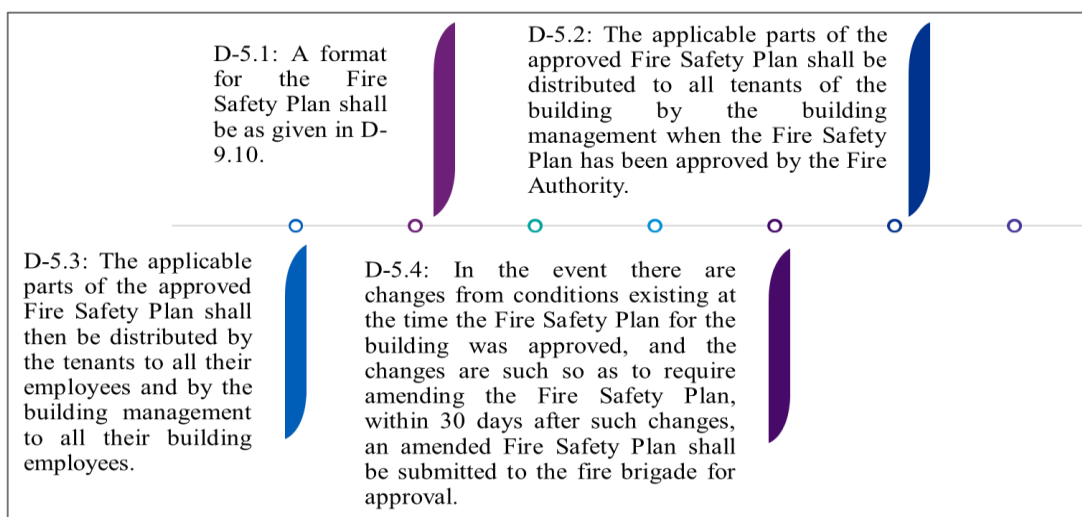 D-5.1: A format
for the Fire
Safety Plan shall
be as given in D-
9.10.
D-5.2: The applicable parts of the
approved Fire Safety Plan shall be
distributed to all tenants of the
building by the building
management when the Fire Safety
Plan has been approved by the Fire
Authority.
D-5.3: The applicable
parts of the approved
Fire Safety Plan shall
then be distributed by
the tenants to all their
employees and by the
building management
to all their building
employees.
D-5.4: In the event there are
changes from conditions existing at
the time the Fire Safety Plan for the
building was approved, and the
changes are such so as to require
amending the Fire Safety Plan,
within 30 days after such changes,
an amended Fire Safety Plan shall
be submitted to the fire brigade for
approval.